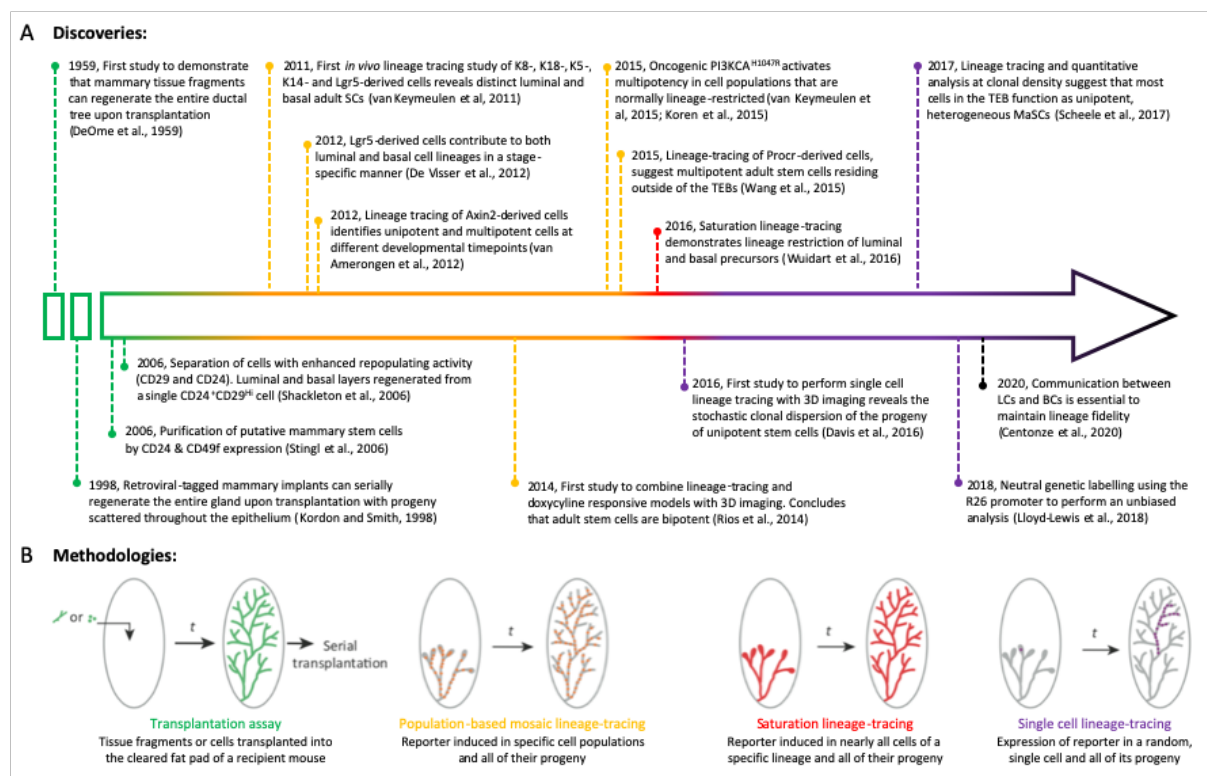 A Discoveries:
1959, First study to demonstrate
that mammary tissue fragments
can regenerate the entire ductal
tree upon transplantation
(DeOme et al., 1959)
2011, First in vivo lineage tracing study of K8-, K18-, K5-,
K14- and Lgr5-derived cells reveals distinct luminal and
basal adult SCs (van Keymeulen et al, 2011)
2012, Lgr5-derived cells contribute to both
luminal and basal cell lineages in a stage-
specific manner (De Visser et al., 2012)
2012, Lineage tracing of Axin2-derived cells
identifies unipotent and multipotent cells at
different developmental timepoints (van
Amerongen et al., 2012)
2015, Oncogenic PI3KCAᴴ¹⁰⁴⁷ᴿ activates
multipotency in cell populations that are
normally lineage-restricted (van Keymeulen et
al, 2015; Koren et al., 2015)
2015, Lineage-tracing of Procr-derived cells,
suggest multipotent adult stem cells residing
outside of the TEBs (Wang et al., 2015)
2016, Saturation lineage-tracing
demonstrates lineage restriction of luminal
and basal precursors (Wuidart et al., 2016)
2017, Lineage tracing and quantitative
analysis at clonal density suggest that most
cells in the TEB function as unipotent,
heterogeneous MaSCs (Scheele et al., 2017)
2006, Separation of cells with enhanced repopulating activity
(CD29 and CD24). Luminal and basal layers regenerated from
a single CD24⁺CD29ᴴⁱ cell (Shackleton et al., 2006)
2006, Purification of putative mammary stem cells
by CD24 & CD49f expression (Stingl et al., 2006)
1998, Retroviral-tagged mammary implants can serially
regenerate the entire gland upon transplantation with progeny
scattered throughout the epithelium (Kordon and Smith, 1998)
2014, First study to combine lineage-tracing and
doxycyline responsive models with 3D imaging. Concludes
that adult stem cells are bipotent (Rios et al., 2014)
2016, First study to perform single cell
lineage tracing with 3D imaging reveals the
stochastic clonal dispersion of the progeny
of unipotent stem cells (Davis et al., 2016)
2020, Communication between
LCs and BCs is essential to
maintain lineage fidelity
(Centonze et al., 2020)
2018, Neutral genetic labelling using the
R26 promoter to perform an unbiased
analysis (Lloyd-Lewis et al., 2018)
B Methodologies:
or
t
Serial
transplantation
Transplantation assay
Tissue fragments or cells transplanted into
the cleared fat pad of a recipient mouse
t
Population-based mosaic lineage-tracing
Reporter induced in specific cell populations
and all of their progeny
t
Saturation lineage-tracing
Reporter induced in nearly all cells of a
specific lineage and all of their progeny
t
Single cell lineage-tracing
Expression of reporter in a random,
single cell and all of its progeny